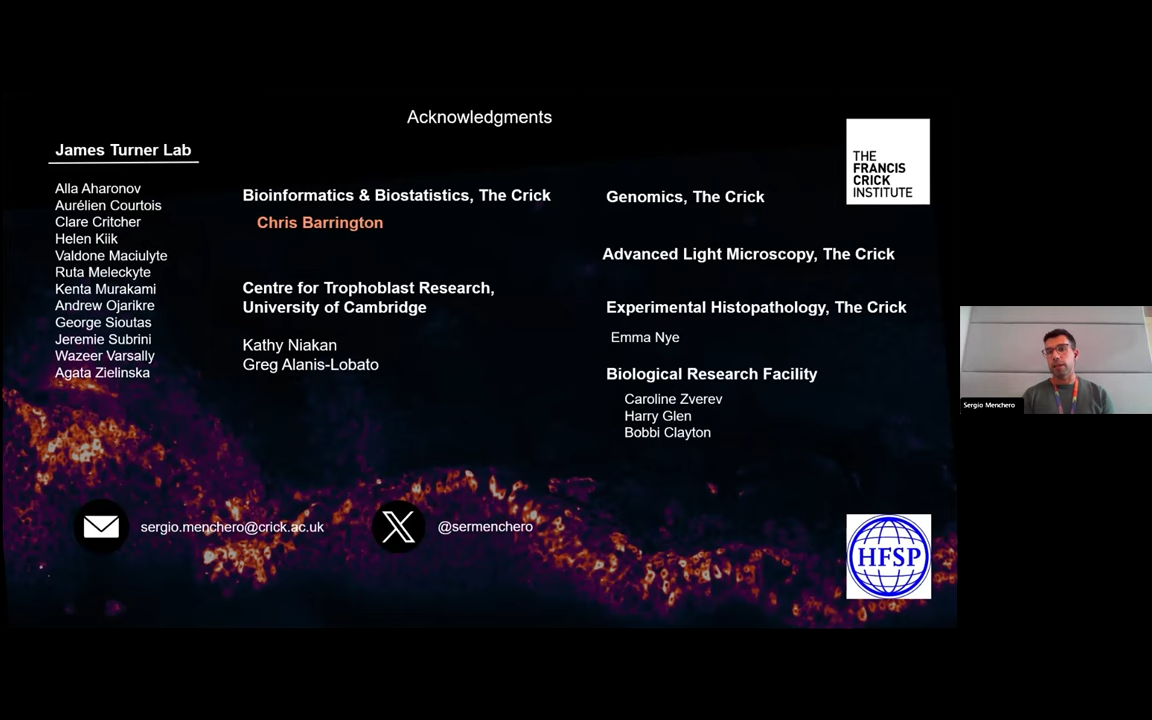 Acknowledgments
James Turner Lab
Alla Aharonov
Aurélien Courtois
Clare Critcher
Helen Kiik
Valdone Maciulyte
Ruta Meleckyte
Kenta Murakami
Andrew Ojarikre
George Sioutas
Jeremie Subrini
Wazeer Varsally
Agata Zielinska
Bioinformatics & Biostatistics, The Crick
Chris Barrington
Centre for Trophoblast Research,
University of Cambridge
Kathy Niakan
Greg Alanis-Lobato
Genomics, The Crick
Advanced Light Microscopy, The Crick
Experimental Histopathology, The Crick
Emma Nye
Biological Research Facility
Caroline Zverev
Harry Glen
Bobbi Clayton
THE
FRANCIS
CRICK
INSTITUTE
sergio.menchero@crick.ac.uk
@sermenchero
HFSP
Sergio Menchero